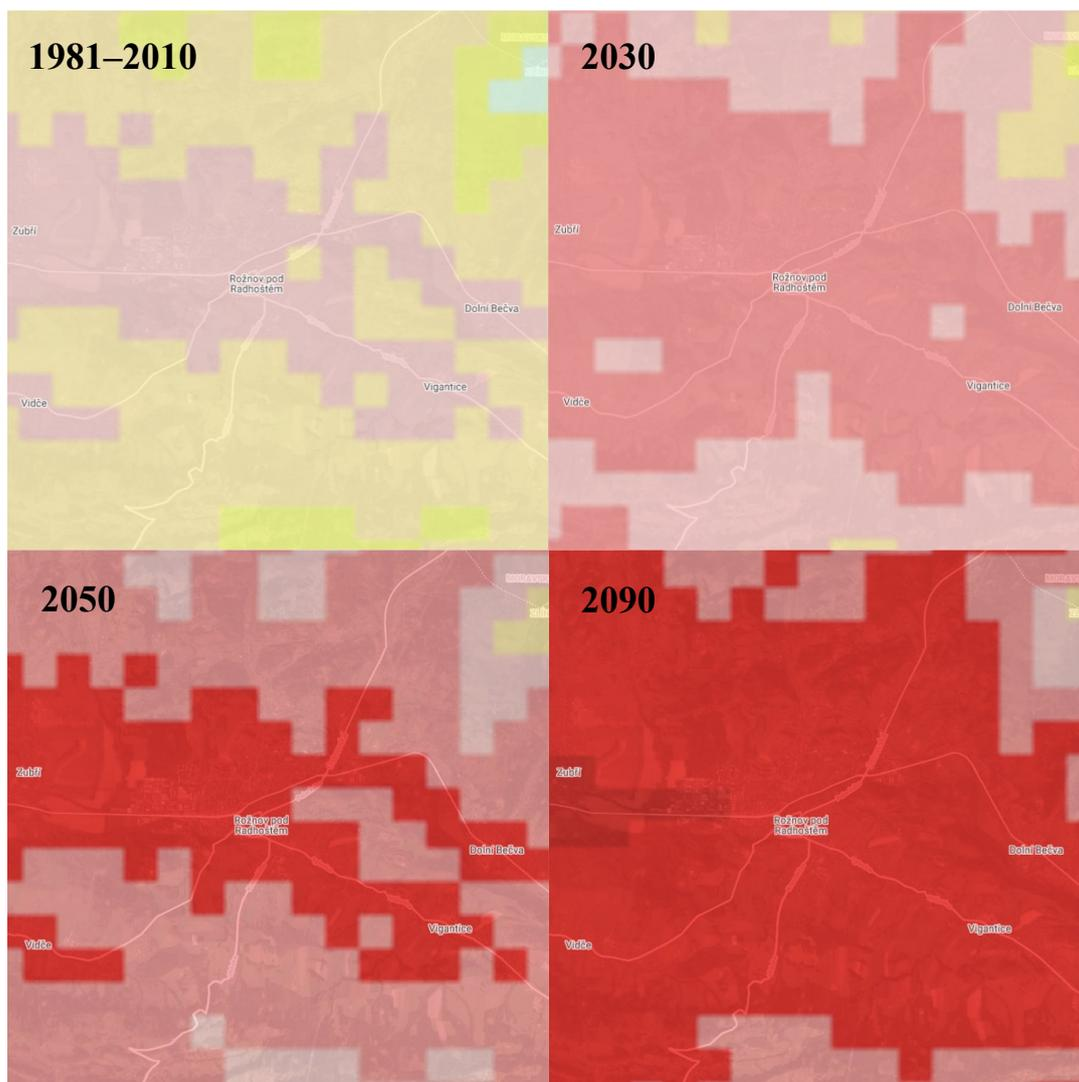 1981–2010
2030
Zubří
Zubří
Rožnov pod
Radhoštěm
Rožnov pod
Radhoštěm
Dolní Bečva
Dolní Bečva
Vigantice
Vigantice
Vidče
Vidče
2050
2090
Zubří
Zubří
Rožnov pod
Radhoštěm
Rožnov pod
Radhoštěm
Dolní Bečva
Dolní Bečva
Vigantice
Vigantice
Vidče
Vidče